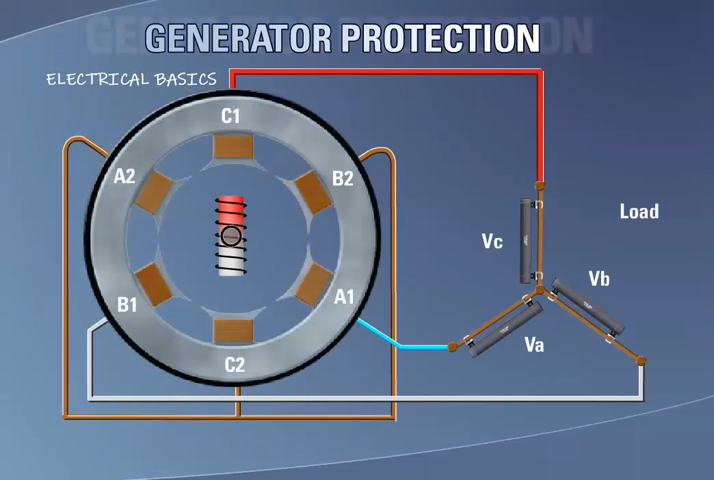 GENERATOR PROTECTION
ELECTRICAL BASICS
C1
A2
B2
Load
Vc
Vb
B1
A1
Va
C2